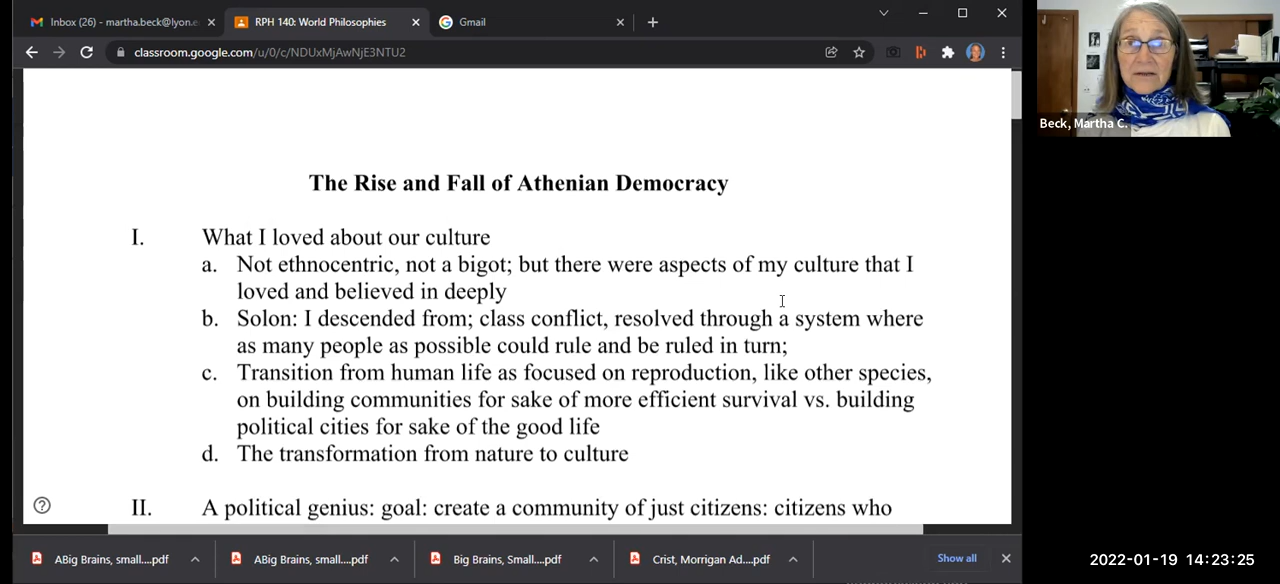 Inbox (26) - martha.beck@lyon.e
RPH 140: World Philosophies
Gmail
classroom.google.com/u/0/c/NDUxMjAwNjE3NTU2
Beck, Martha C.
The Rise and Fall of Athenian Democracy
I. What I loved about our culture
a. Not ethnocentric, not a bigot; but there were aspects of my culture that I
loved and believed in deeply
b. Solon: I descended from; class conflict, resolved through a system where
as many people as possible could rule and be ruled in turn;
c. Transition from human life as focused on reproduction, like other species,
on building communities for sake of more efficient survival vs. building
political cities for sake of the good life
d. The transformation from nature to culture
II. A political genius: goal: create a community of just citizens: citizens who
ABig Brains, small....pdf
ABig Brains, small....pdf
Big Brains, Small....pdf
Crist, Morrigan Ad....pdf
Show all
2022-01-19 14:23:25